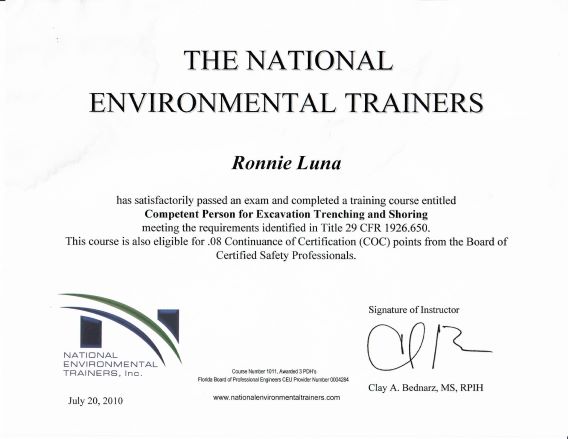 THE NATIONAL
ENVIRONMENTAL TRAINERS
Ronnie Luna
has satisfactorily passed an exam and completed a training course entitled
Competent Person for Excavation Trenching and Shoring
meeting the requirements identified in Title 29 CFR 1926.650.
This course is also eligible for .08 Continuance of Certification (COC) points from the Board of
Certified Safety Professionals.
NATIONAL
ENVIRONMENTAL
TRAINERS, Inc.
July 20, 2010
Course Number 1011, Awarded 3 PDH's
Florida Board of Professional Engineers CEU Provider Number 0004284
www.nationalenvironmentaltrainers.com
Signature of Instructor
Clay A. Bednarz, MS, RPIH